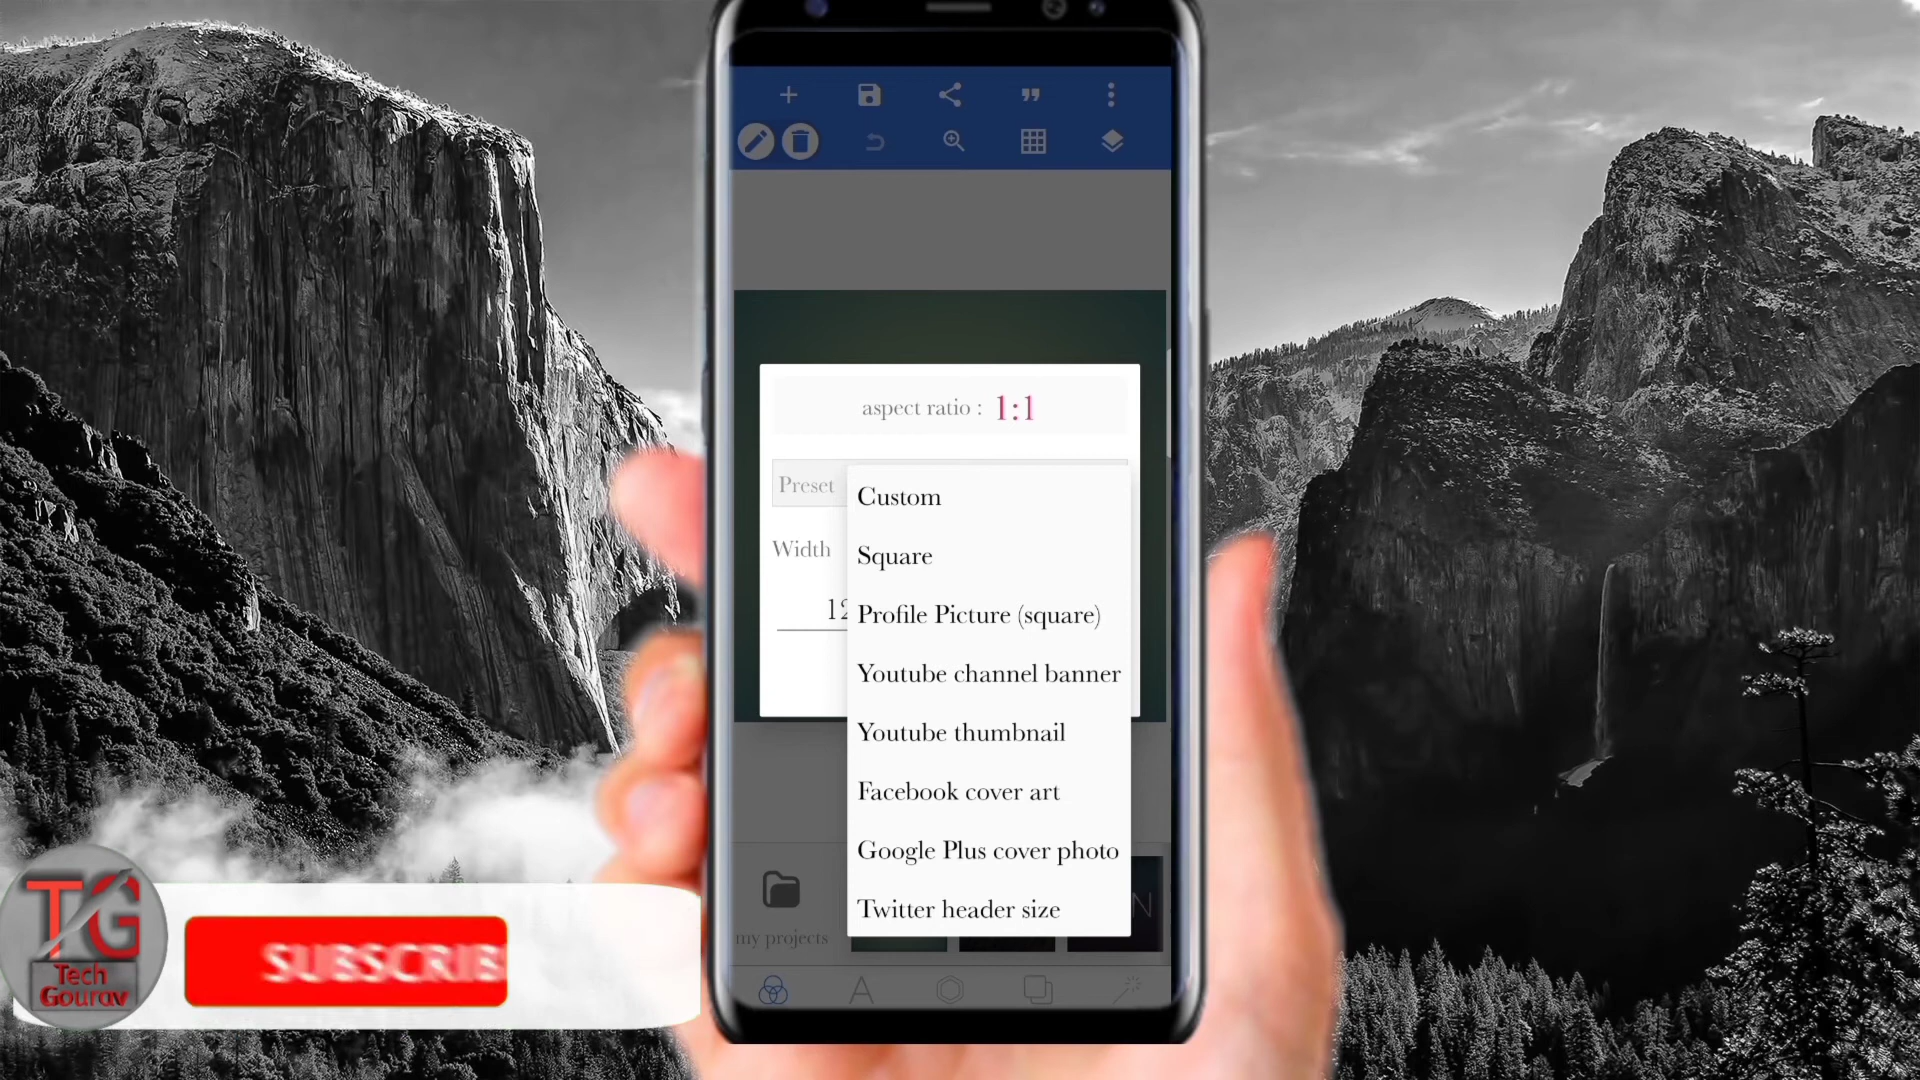 aspect ratio : 1:1
Preset
Custom
Width
Square
Profile Picture (square)
Youtube channel banner
Youtube thumbnail
Facebook cover art
Google Plus cover photo
Twitter header size
my projects
TG
Tech
Gourav